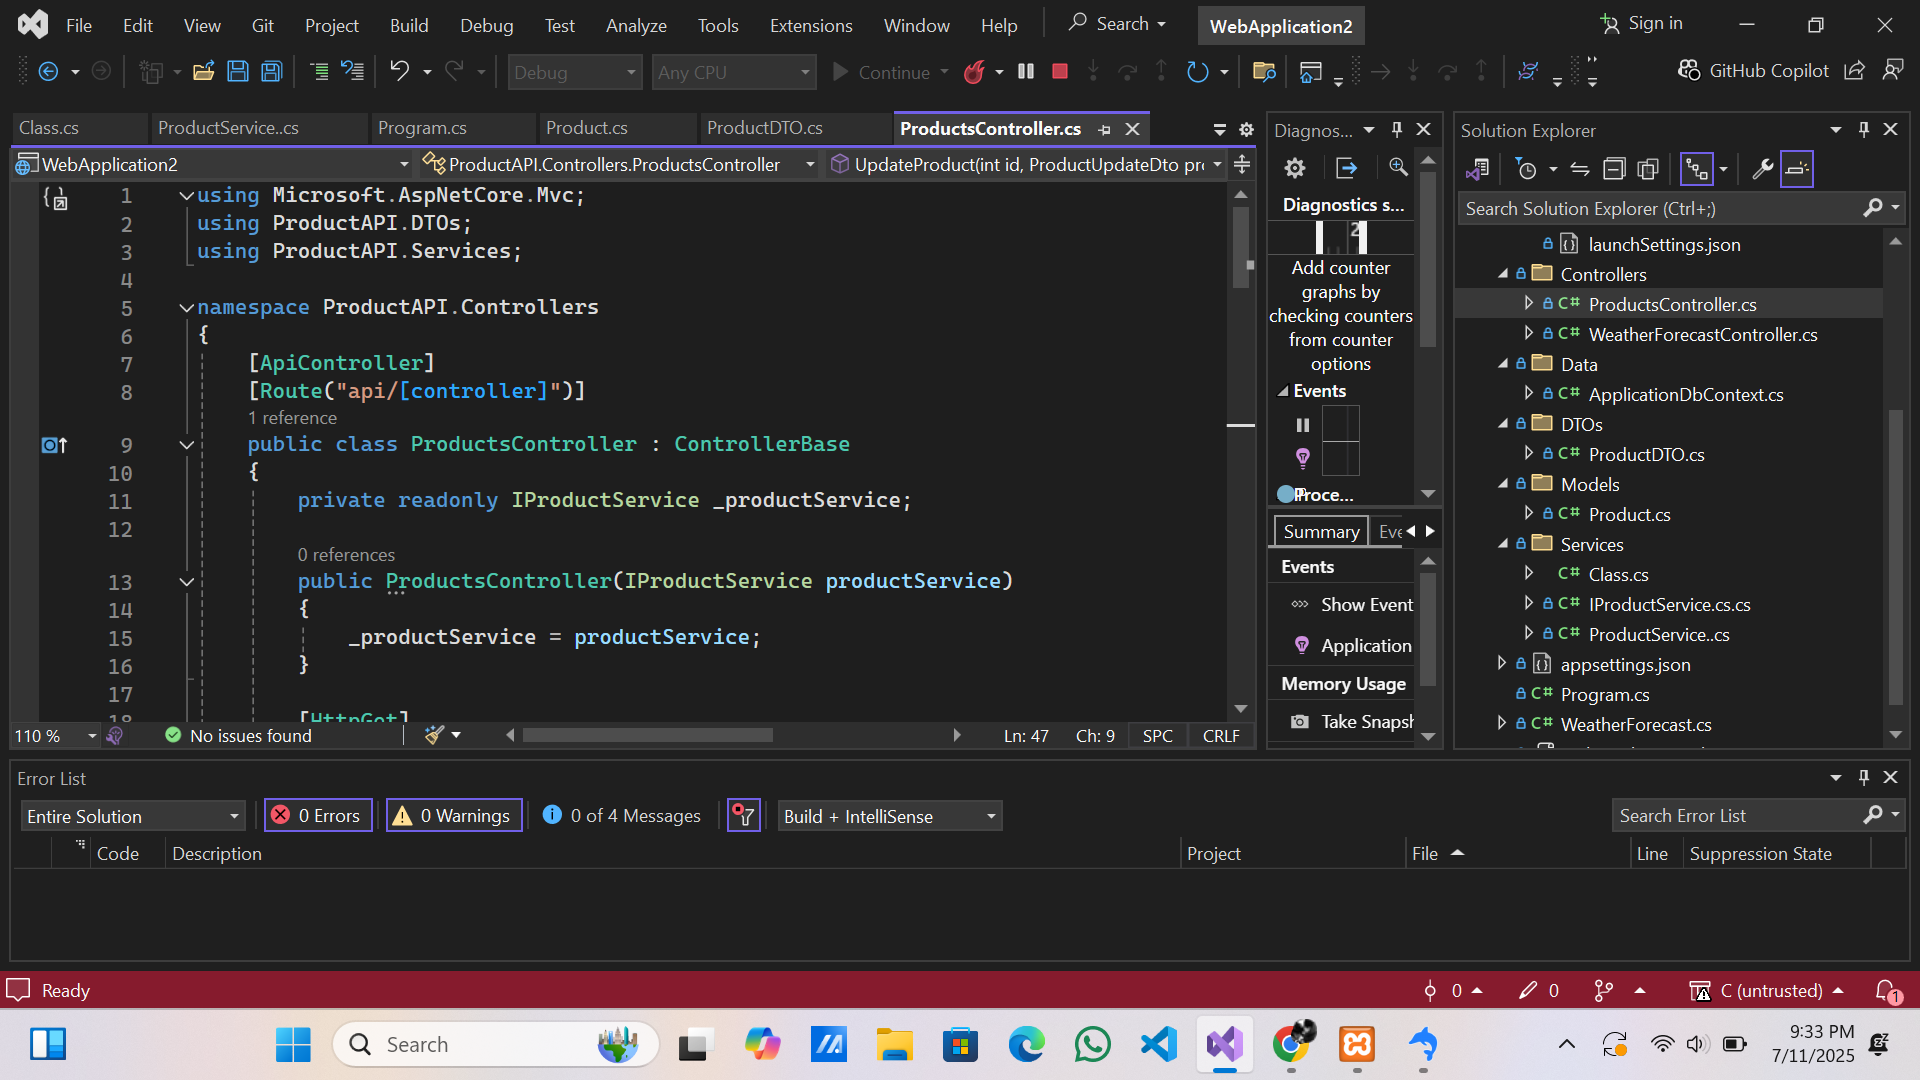 File Edit View Git Project Build Debug Test Analyze Tools Extensions Window Help Search WebApplication2 Sign in
Debug Any CPU Continue GitHub Copilot
Class.cs ProductService..cs Program.cs Product.cs ProductDTO.cs ProductsController.cs
WebApplication2 ProductAPI.Controllers.ProductsController UpdateProduct(int id, ProductUpdateDto pr
1 using Microsoft.AspNetCore.Mvc;
2 using ProductAPI.DTOs;
3 using ProductAPI.Services;
4
5 namespace ProductAPI.Controllers
6 {
7 [ApiController]
8 [Route("api/[controller]")]
1 reference
9 public class ProductsController : ControllerBase
10 {
11 private readonly IProductService _productService;
12
0 references
13 public ProductsController(IProductService productService)
14 {
15 _productService = productService;
16 }
17
18 [HttpGet]
110 % No issues found Ln: 47 Ch: 9 SPC CRLF
Diagnos...
Diagnostics s...
2
Add counter
graphs by
checking counters
from counter
options
Events
Proce...
Summary Eve
Events
Show Event
Application
Memory Usage
Take Snapsh
Solution Explorer
Search Solution Explorer (Ctrl+;)
launchSettings.json
Controllers
C# ProductsController.cs
C# WeatherForecastController.cs
Data
C# ApplicationDbContext.cs
DTOs
C# ProductDTO.cs
Models
C# Product.cs
Services
C# Class.cs
C# IProductService.cs.cs
C# ProductService..cs
appsettings.json
C# Program.cs
C# WeatherForecast.cs
Error List
Entire Solution 0 Errors 0 Warnings 0 of 4 Messages Build + IntelliSense Search Error List
Code Description Project File Line Suppression State
Ready 0 0 C (untrusted) 1
Search
9:33 PM
7/11/2025